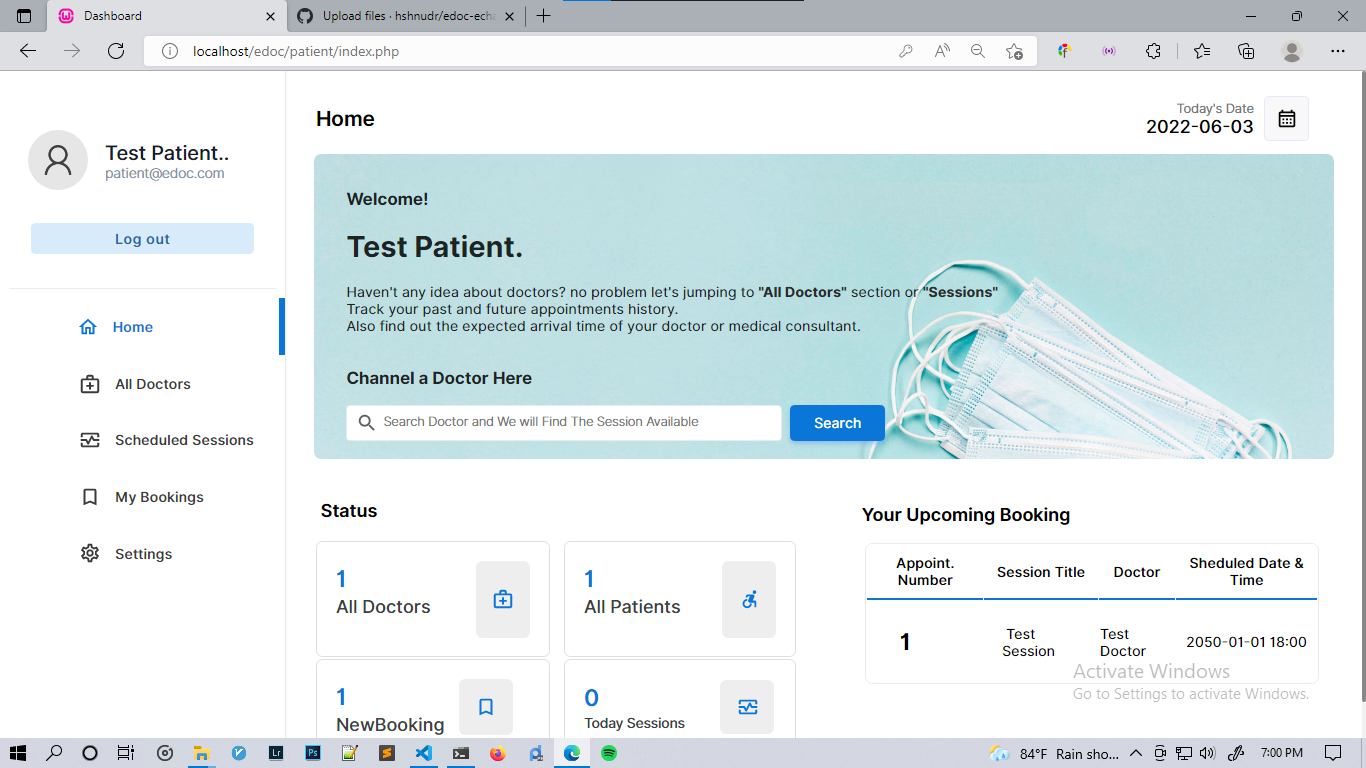 Dashboard
Upload files · hshnudr/edoc-echa
localhost/edoc/patient/index.php
Test Patient..
patient@edoc.com
Log out
Home
All Doctors
Scheduled Sessions
My Bookings
Settings
Home
Today's Date
2022-06-03
Welcome!
Test Patient.
Haven't any idea about doctors? no problem let's jumping to "All Doctors" section or "Sessions"
Track your past and future appointments history.
Also find out the expected arrival time of your doctor or medical consultant.
Channel a Doctor Here
Search Doctor and We will Find The Session Available
Search
Status
1
All Doctors
1
All Patients
1
NewBooking
0
Today Sessions
Your Upcoming Booking
Appoint.
Number
Session Title
Doctor
Sheduled Date &
Time
1
Test
Session
Test
Doctor
2050-01-01 18:00
Activate Windows
Go to Settings to activate Windows.
Lr
Ps
84°F Rain sho...
7:00 PM